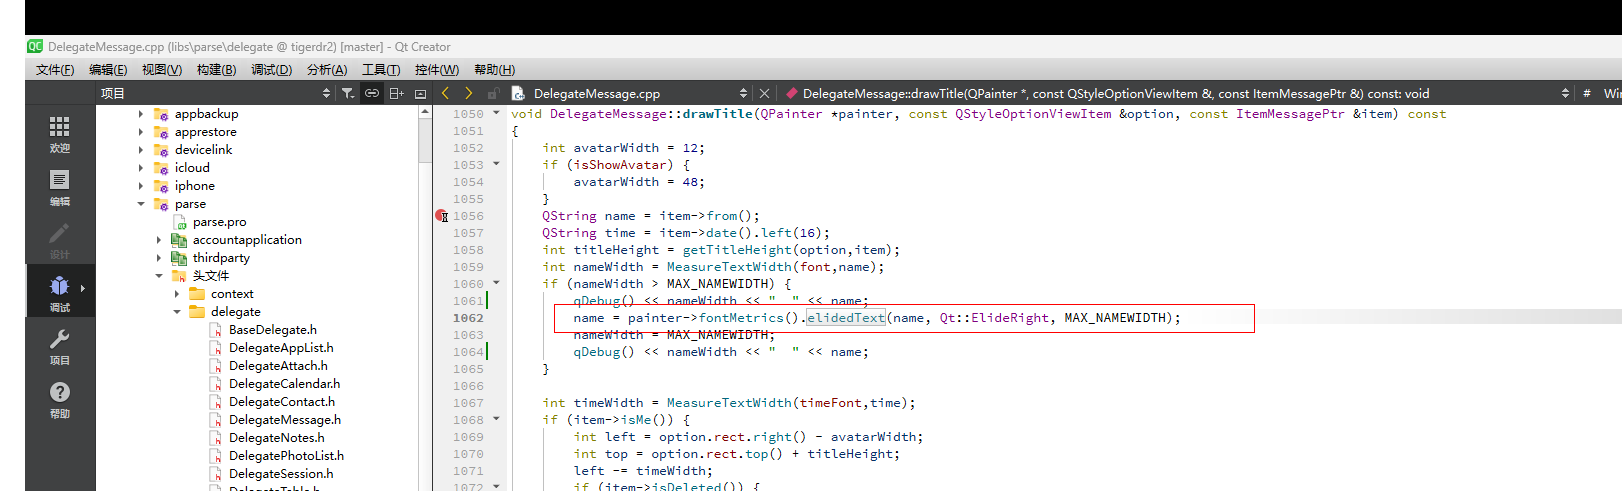 DelegateMessage.cpp (libs\parse\delegate @ tigerdr2) [master] - Qt Creator
文件(F) 编辑(E) 视图(V) 构建(B) 调试(D) 分析(A) 工具(T) 控件(W) 帮助(H)
项目
DelegateMessage.cpp
DelegateMessage::drawTitle(QPainter *, const QStyleOptionViewItem &, const ItemMessagePtr &) const: void
#
欢迎
编辑
设计
调试
项目
帮助
appbackup
apprestore
devicelink
icloud
iphone
parse
parse.pro
accountapplication
thirdparty
头文件
context
delegate
BaseDelegate.h
DelegateAppList.h
DelegateAttach.h
DelegateCalendar.h
DelegateContact.h
DelegateMessage.h
DelegateNotes.h
DelegatePhotoList.h
DelegateSession.h
DelegateTable.h
1050 void DelegateMessage::drawTitle(QPainter *painter, const QStyleOptionViewItem &option, const ItemMessagePtr &item) const
1051 {
1052 int avatarWidth = 12;
1053 if (isShowAvatar) {
1054 avatarWidth = 48;
1055 }
1056 QString name = item->from();
1057 QString time = item->date().left(16);
1058 int titleHeight = getTitleHeight(option,item);
1059 int nameWidth = MeasureTextWidth(font,name);
1060 if (nameWidth > MAX_NAMEWIDTH) {
1061 qDebug() << nameWidth << "  " << name;
1062 name = painter->fontMetrics().elidedText(name, Qt::ElideRight, MAX_NAMEWIDTH);
1063 nameWidth = MAX_NAMEWIDTH;
1064 qDebug() << nameWidth << "  " << name;
1065 }
1066
1067 int timeWidth = MeasureTextWidth(timeFont,time);
1068 if (item->isMe()) {
1069 int left = option.rect.right() - avatarWidth;
1070 int top = option.rect.top() + titleHeight;
1071 left -= timeWidth;
1072 if (item->isDeleted()) {